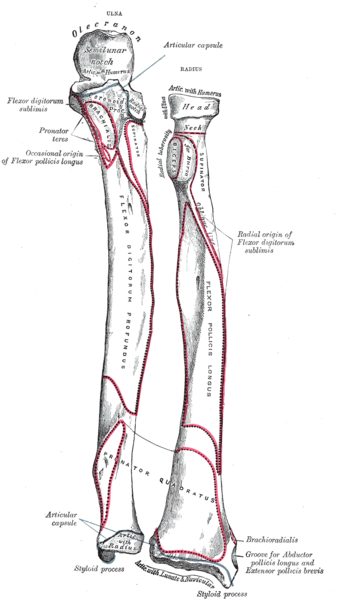 ULNA
Olecranon
Articular capsule
Semilunar
notch
Artic. with Humerus
RADIUS
Artic. with Humerus
Flexor digitorum
sublimis
BRACHIALIS
Head
Pronator
teres
Neck
Occasional origin
of Flexor pollicis longus
Radial tuberosity
BICEPS
SUPINATOR
Radial origin of
Flexor digitorum
sublimis
FLEXOR DIGITORUM PROFUNDUS
FLEXOR POLLICIS LONGUS
PRONATOR QUADRATUS
Articular
capsule
Artic.
with
Radius
Brachioradialis
Groove for Abductor
pollicis longus and
Extensor pollicis brevis
Styloid process
Artic. with Lunate & Navicular
Styloid process